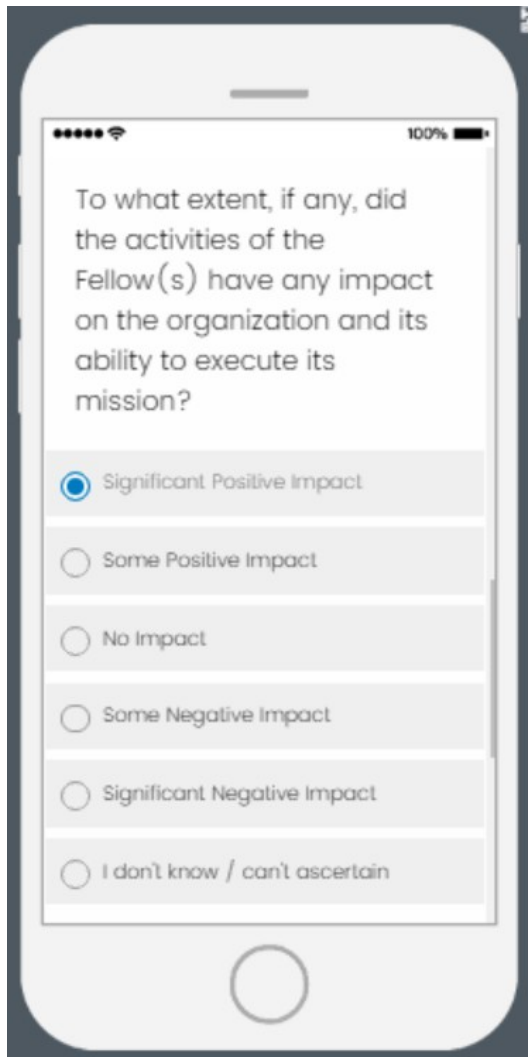 100%
To what extent, if any, did
the activities of the
Fellow(s) have any impact
on the organization and its
ability to execute its
mission?
Significant Positive Impact
Some Positive Impact
No Impact
Some Negative Impact
Significant Negative Impact
I don't know / can't ascertain